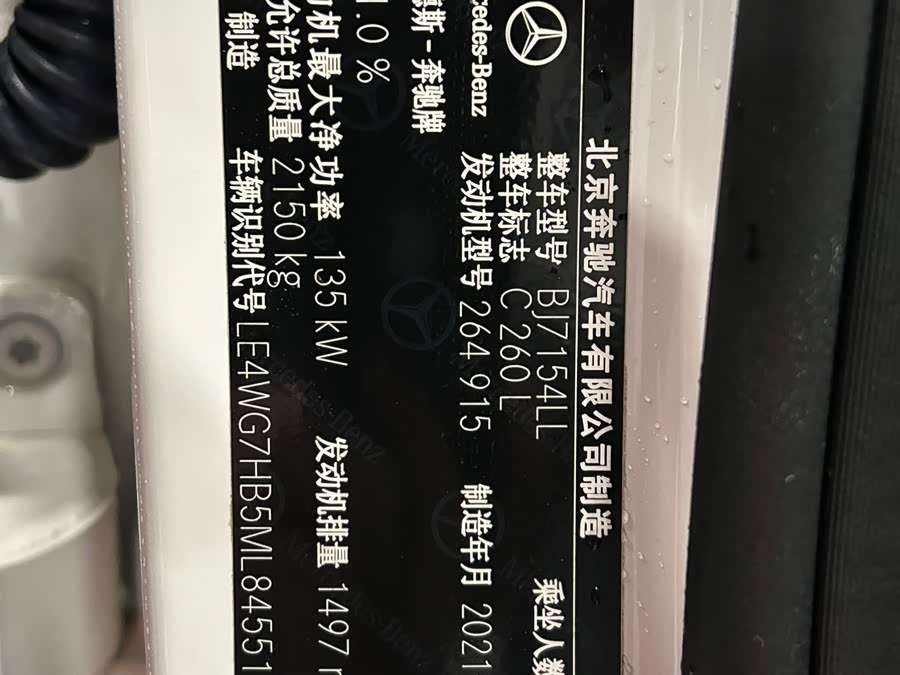 北京奔驰汽车有限公司制造
Mercedes-Benz
整车型号 BJ7154LL
乘坐人数
整车标志 C 260 L
发动机型号 264 915
制造年月 2021
斯-奔驰牌
.0 %
机最大净功率 135 kW
发动机排量 1497
允许总质量 2150 kg
制造
车辆识别代号 LE4WG7HB5ML84551